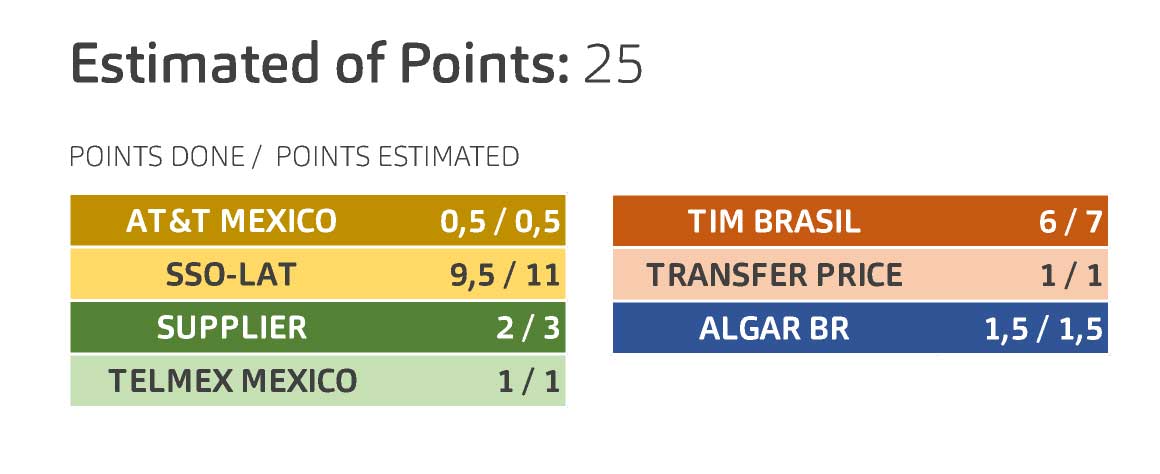 Estimated of Points: 25
POINTS DONE / POINTS ESTIMATED
AT&T MEXICO 0,5 / 0,5
SSO-LAT 9,5 / 11
SUPPLIER 2 / 3
TELMEX MEXICO 1 / 1
TIM BRASIL 6 / 7
TRANSFER PRICE 1 / 1
ALGAR BR 1,5 / 1,5